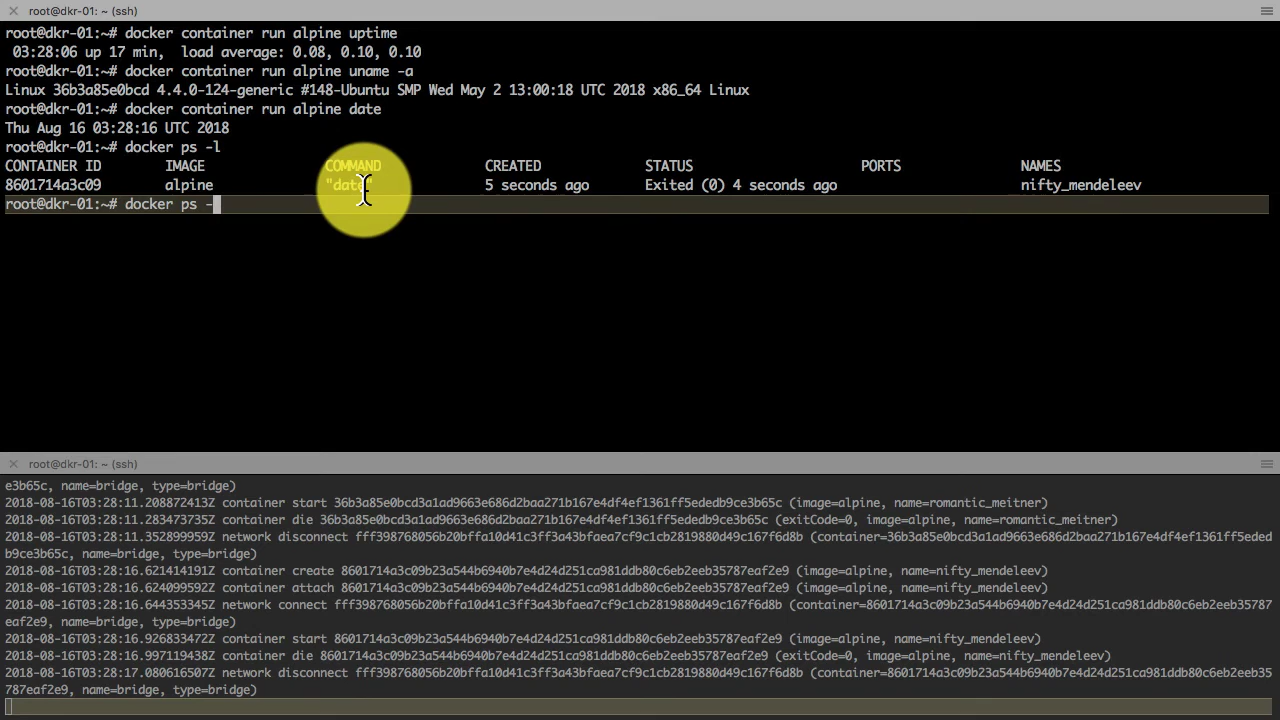 root@dkr-01: ~ (ssh)
root@dkr-01:~# docker container run alpine uptime
 03:28:06 up 17 min,  load average: 0.08, 0.10, 0.10
root@dkr-01:~# docker container run alpine uname -a
Linux 36b3a85e0bcd 4.4.0-124-generic #148-Ubuntu SMP Wed May 2 13:00:18 UTC 2018 x86_64 Linux
root@dkr-01:~# docker container run alpine date
Thu Aug 16 03:28:16 UTC 2018
root@dkr-01:~# docker ps -l
CONTAINER ID        IMAGE               COMMAND             CREATED             STATUS                     PORTS               NAMES
8601714a3c09        alpine              "date"              5 seconds ago       Exited (0) 4 seconds ago                       nifty_mendeleev
root@dkr-01:~# docker ps -
root@dkr-01: ~ (ssh)
e3b65c, name=bridge, type=bridge)
2018-08-16T03:28:11.208872413Z container start 36b3a85e0bcd3a1ad9663e686d2baa271b167e4df4ef1361ff5ededb9ce3b65c (image=alpine, name=romantic_meitner)
2018-08-16T03:28:11.283473735Z container die 36b3a85e0bcd3a1ad9663e686d2baa271b167e4df4ef1361ff5ededb9ce3b65c (exitCode=0, image=alpine, name=romantic_meitner)
2018-08-16T03:28:11.352899959Z network disconnect fff398768056b20bffa10d41c3ff3a43bfaea7cf9c1cb2819880d49c167f6d8b (container=36b3a85e0bcd3a1ad9663e686d2baa271b167e4df4ef1361ff5eded
b9ce3b65c, name=bridge, type=bridge)
2018-08-16T03:28:16.621414191Z container create 8601714a3c09b23a544b6940b7e4d24d251ca981ddb80c6eb2eeb35787eaf2e9 (image=alpine, name=nifty_mendeleev)
2018-08-16T03:28:16.624099592Z container attach 8601714a3c09b23a544b6940b7e4d24d251ca981ddb80c6eb2eeb35787eaf2e9 (image=alpine, name=nifty_mendeleev)
2018-08-16T03:28:16.644353345Z network connect fff398768056b20bffa10d41c3ff3a43bfaea7cf9c1cb2819880d49c167f6d8b (container=8601714a3c09b23a544b6940b7e4d24d251ca981ddb80c6eb2eeb35787
eaf2e9, name=bridge, type=bridge)
2018-08-16T03:28:16.926833472Z container start 8601714a3c09b23a544b6940b7e4d24d251ca981ddb80c6eb2eeb35787eaf2e9 (image=alpine, name=nifty_mendeleev)
2018-08-16T03:28:16.997119438Z container die 8601714a3c09b23a544b6940b7e4d24d251ca981ddb80c6eb2eeb35787eaf2e9 (exitCode=0, image=alpine, name=nifty_mendeleev)
2018-08-16T03:28:17.080616507Z network disconnect fff398768056b20bffa10d41c3ff3a43bfaea7cf9c1cb2819880d49c167f6d8b (container=8601714a3c09b23a544b6940b7e4d24d251ca981ddb80c6eb2eeb35
787eaf2e9, name=bridge, type=bridge)